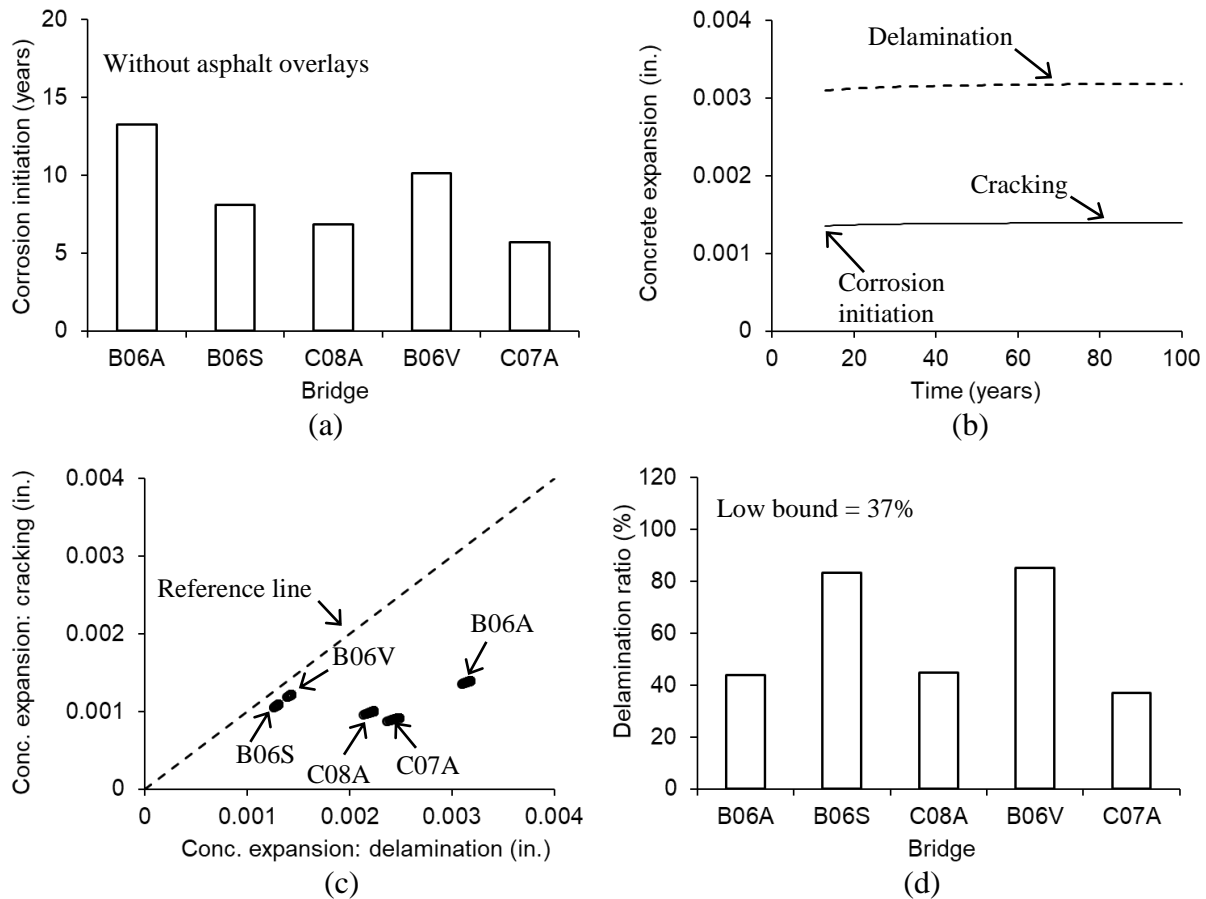 20
15
10
5
0
Corrosion initiation (years)
Without asphalt overlays
B06A B06S C08A B06V C07A
Bridge
(a)
0.004
0.003
0.002
0.001
0
Concrete expansion (in.)
Delamination
Cracking
Corrosion
initiation
0 20 40 60 80 100
Time (years)
(b)
0.004
0.003
0.002
0.001
0
Conc. expansion: cracking (in.)
Reference line
B06A
B06V
B06S
C08A
C07A
0 0.001 0.002 0.003 0.004
Conc. expansion: delamination (in.)
(c)
120
100
80
60
40
20
0
Delamination ratio (%)
Low bound = 37%
B06A B06S C08A B06V C07A
Bridge
(d)